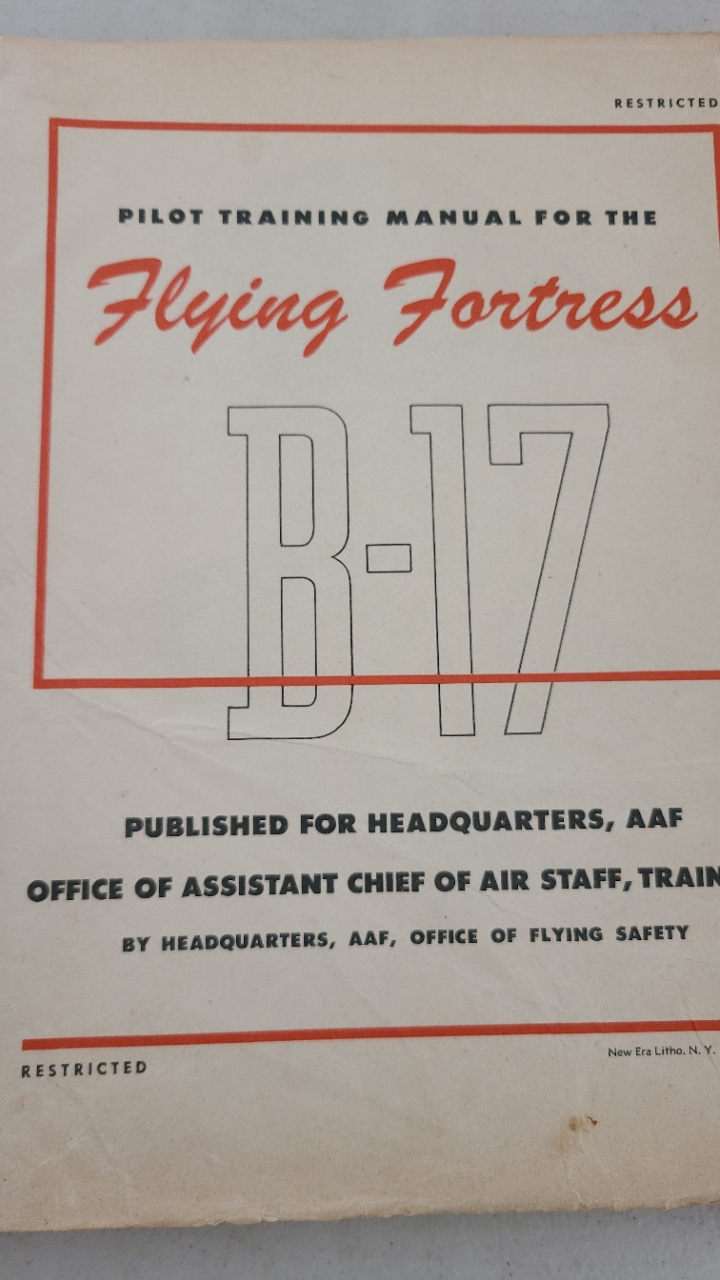 RESTRICTED
PILOT TRAINING MANUAL FOR THE
Flying Fortress
B-17
PUBLISHED FOR HEADQUARTERS, AAF
OFFICE OF ASSISTANT CHIEF OF AIR STAFF,
BY HEADQUARTERS, AAF, OFFICE OF FLYING SAFETY
New Era Litho. N. Y.
RESTRICTED